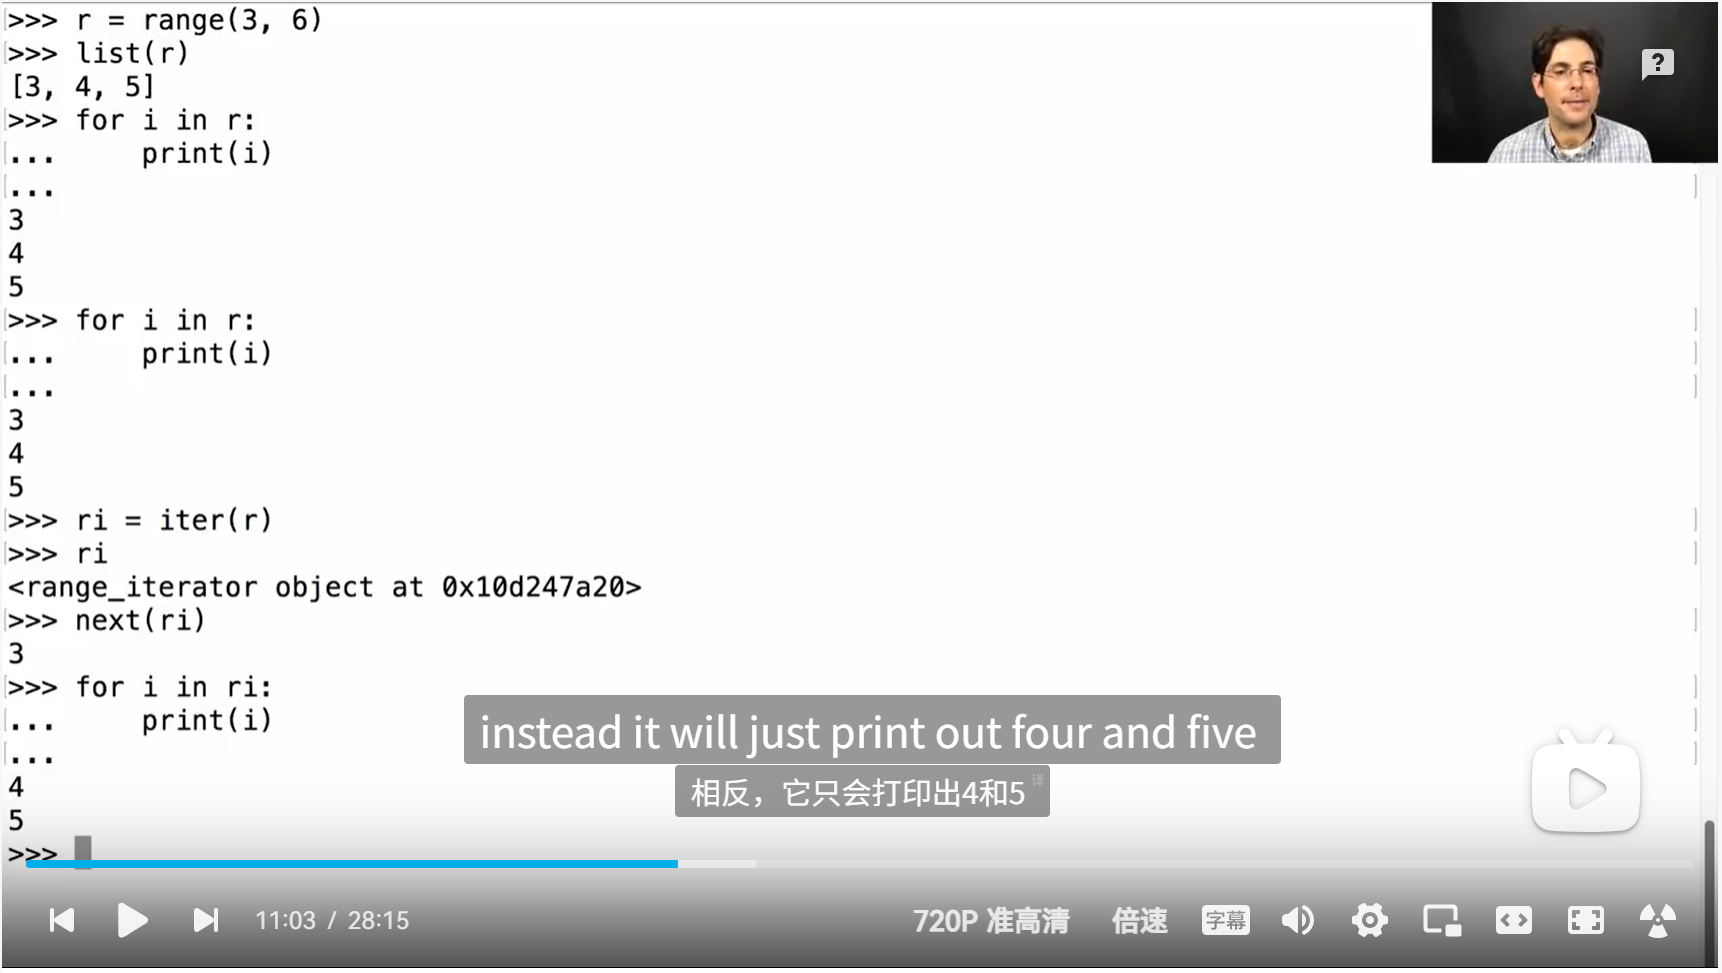 >>> r = range(3, 6)
>>> list(r)
[3, 4, 5]
>>> for i in r:
...     print(i)
...
3
4
5
>>> for i in r:
...     print(i)
...
3
4
5
>>> ri = iter(r)
>>> ri
<range_iterator object at 0x10d247a20>
>>> next(ri)
3
>>> for i in ri:
...     print(i)
...
4
5
>>>
?
instead it will just print out four and five
相反，它只会打印出4和5 译
11:03 / 28:15
720P 准高清
倍速
字幕